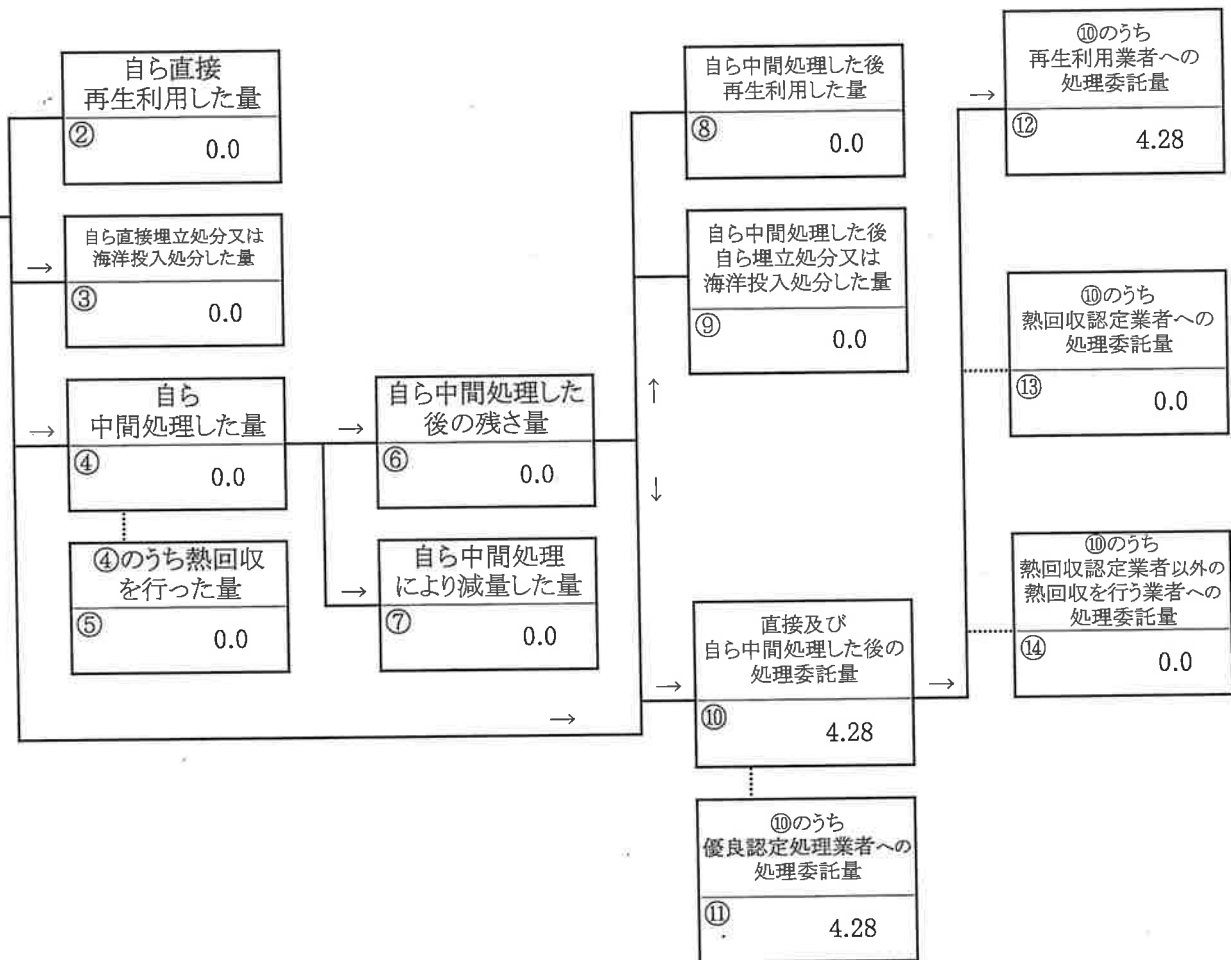 自ら直接
再生利用した量
②
0.0
自ら直接埋立処分又は
海洋投入処分した量
→
③
0.0
自ら
中間処理した量
→
④
0.0
④のうち熱回収
を行った量
⑤
0.0
自ら中間処理した
後の残さ量
→
⑥
0.0
自ら中間処理
により減量した量
→
⑦
0.0
自ら中間処理した後
再生利用した量
⑧
0.0
自ら中間処理した後
自ら埋立処分又は
海洋投入処分した量
⑨
0.0
↑
↓
直接及び
自ら中間処理した後の
処理委託量
→
→
⑩
4.28
⑩のうち
優良認定処理業者への
処理委託量
⑪
4.28
→
⑩のうち
再生利用業者への
処理委託量
→
⑫
4.28
⑩のうち
熱回収認定業者への
処理委託量
⑬
0.0
⑩のうち
熱回収認定業者以外の
熱回収を行う業者への
処理委託量
⑭
0.0